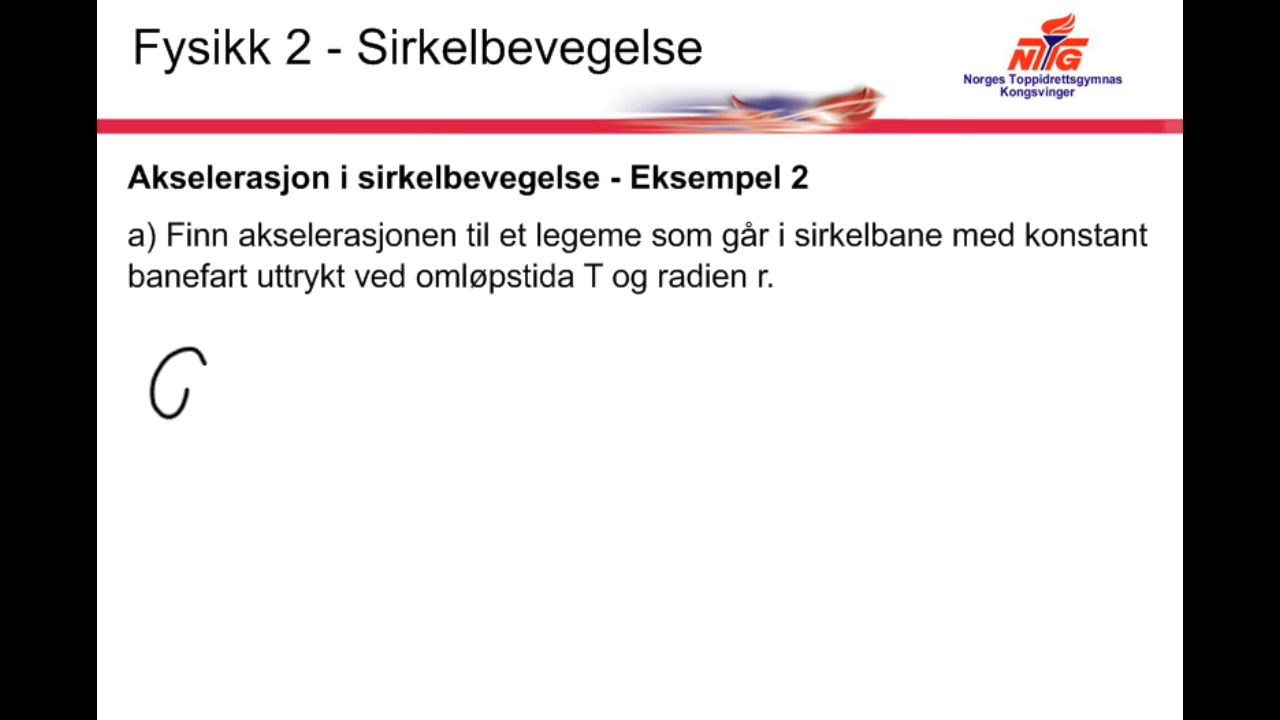 Fysikk 2 - Sirkelbevegelse
NTG
Norges Toppidrettsgymnas
Kongsvinger
Akselerasjon i sirkelbevegelse - Eksempel 2
a) Finn akselerasjonen til et legeme som går i sirkelbane med konstant
banefart uttrykt ved omløpstida T og radien r.